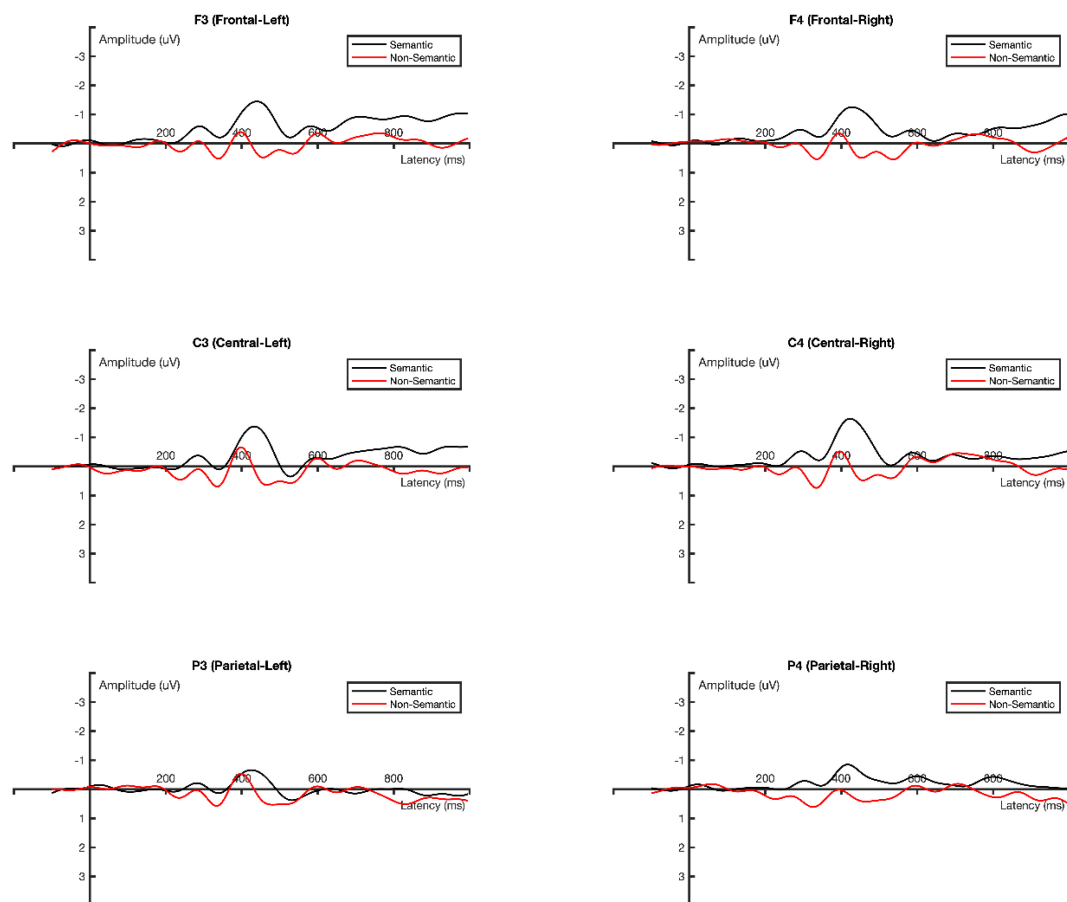 F3 (Frontal-Left)
Amplitude (uV)
Semantic
Non-Semantic
-3
-2
-1
200
400
600
800
Latency (ms)
1
2
3
F4 (Frontal-Right)
Amplitude (uV)
Semantic
Non-Semantic
-3
-2
-1
200
400
600
800
Latency (ms)
1
2
3
C3 (Central-Left)
Amplitude (uV)
Semantic
Non-Semantic
-3
-2
-1
200
400
600
800
Latency (ms)
1
2
3
C4 (Central-Right)
Amplitude (uV)
Semantic
Non-Semantic
-3
-2
-1
200
400
600
800
Latency (ms)
1
2
3
P3 (Parietal-Left)
Amplitude (uV)
Semantic
Non-Semantic
-3
-2
-1
200
400
600
800
Latency (ms)
1
2
3
P4 (Parietal-Right)
Amplitude (uV)
Semantic
Non-Semantic
-3
-2
-1
200
400
600
800
Latency (ms)
1
2
3